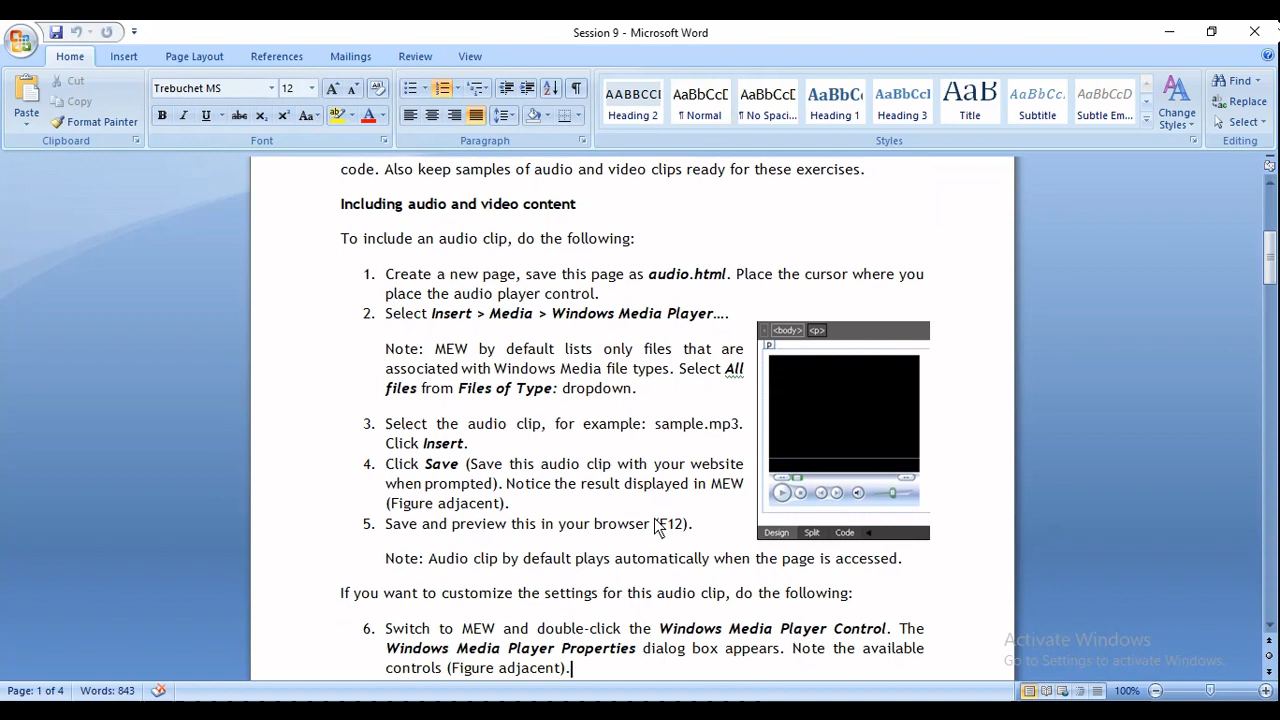 Session 9 - Microsoft Word
Home Insert Page Layout References Mailings Review View
Paste
Cut
Copy
Format Painter
Clipboard
Trebuchet MS 12
Font
Paragraph
AABBCCI AaBbCcD AaBbCcD AaBbCc AaBbCc AaB AaBbCc. AaBbCcD
Heading 2 ¶ Normal ¶ No Spaci... Heading 1 Heading 3 Title Subtitle Subtle Em...
Change Styles
Styles
Find
Replace
Select
Editing
code. Also keep samples of audio and video clips ready for these exercises.
Including audio and video content
To include an audio clip, do the following:
1. Create a new page, save this page as audio.html. Place the cursor where you
place the audio player control.
2. Select Insert > Media > Windows Media Player….
Note: MEW by default lists only files that are
associated with Windows Media file types. Select All
files from Files of Type: dropdown.
3. Select the audio clip, for example: sample.mp3.
Click Insert.
4. Click Save (Save this audio clip with your website
when prompted). Notice the result displayed in MEW
(Figure adjacent).
5. Save and preview this in your browser (F12).
<body> <p>
p
Design Split Code
Note: Audio clip by default plays automatically when the page is accessed.
If you want to customize the settings for this audio clip, do the following:
6. Switch to MEW and double-click the Windows Media Player Control. The
Windows Media Player Properties dialog box appears. Note the available
controls (Figure adjacent).
Activate Windows
Go to Settings to activate Windows.
Page: 1 of 4 Words: 843 100%